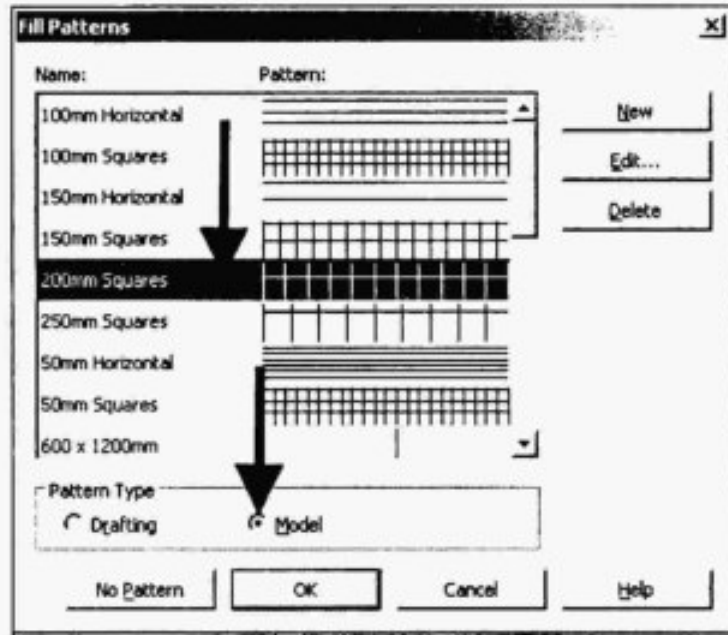 Fill Patterns
Name: Pattern:
100mm Horizontal
New
100mm Squares
Edit...
150mm Horizontal
Delete
150mm Squares
200mm Squares
250mm Squares
50mm Horizontal
50mm Squares
600 x 1200mm
Pattern Type
Drafting Model
No Pattern OK Cancel Help